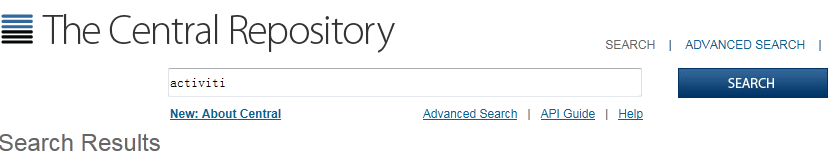 The Central Repository
SEARCH | ADVANCED SEARCH |
activiti SEARCH
New: About Central Advanced Search | API Guide | Help
Search Results